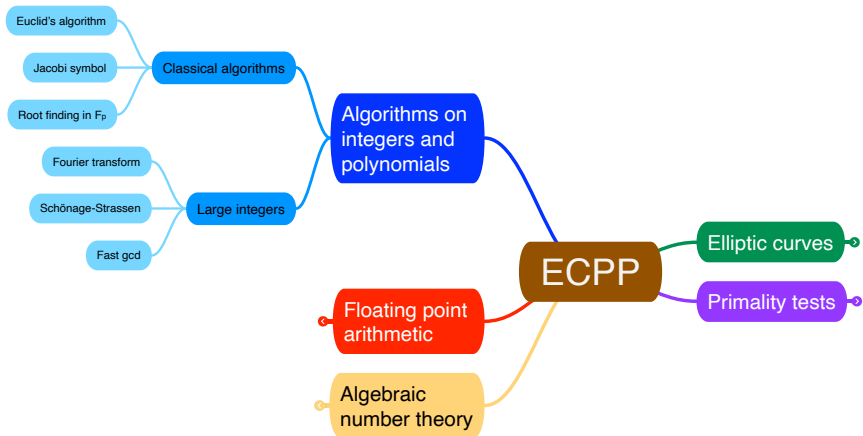 Euclid's algorithm
Jacobi symbol
Root finding in Fₚ
Classical algorithms
Fourier transform
Schönage-Strassen
Fast gcd
Large integers
Algorithms on
integers and
polynomials
ECPP
Elliptic curves
Primality tests
Floating point
arithmetic
Algebraic
number theory